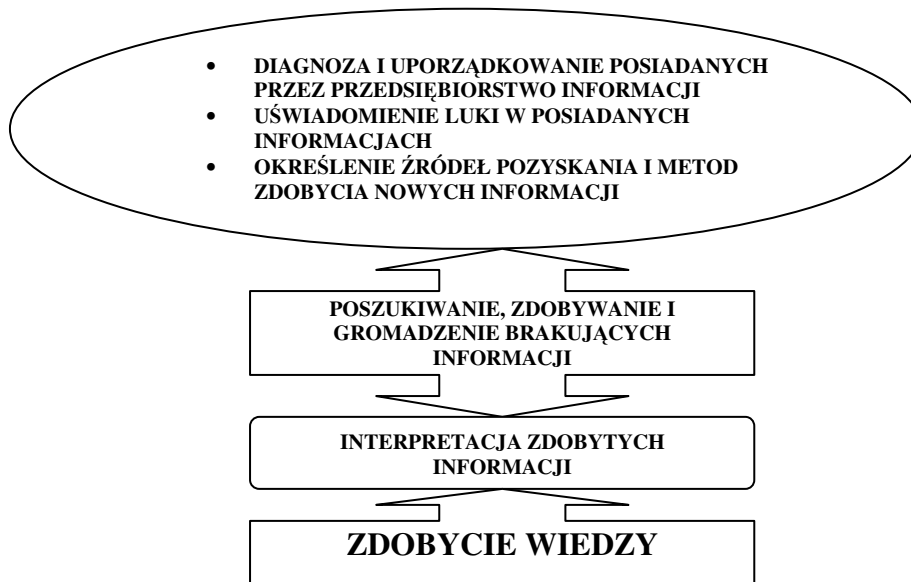 • DIAGNOZA I UPORZĄDKOWANIE POSIADANYCH
PRZEZ PRZEDSIĘBIORSTWO INFORMACJI
• UŚWIADOMIENIE LUKI W POSIADANYCH
INFORMACJACH
• OKREŚLENIE ŹRÓDEŁ POZYSKANIA I METOD
ZDOBYCIA NOWYCH INFORMACJI
POSZUKIWANIE, ZDOBYWANIE I
GROMADZENIE BRAKUJĄCYCH
INFORMACJI
INTERPRETACJA ZDOBYTYCH
INFORMACJI
ZDOBYCIE WIEDZY